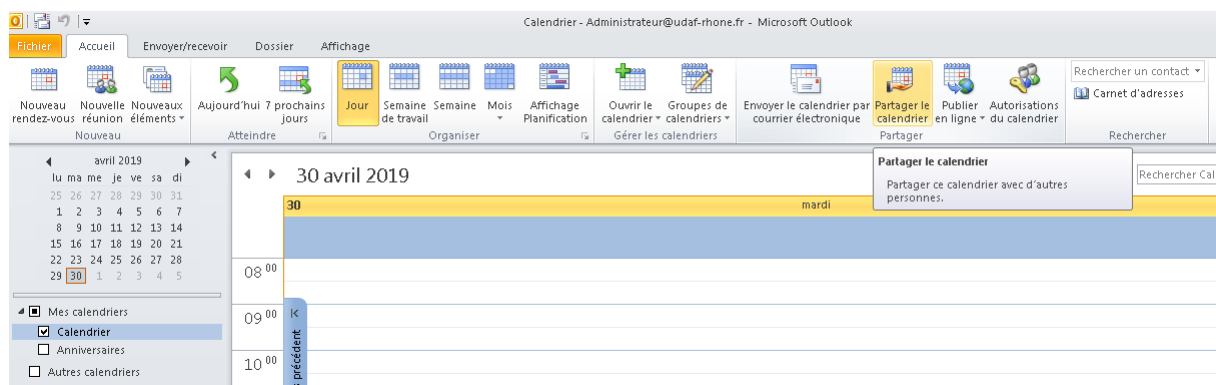 Calendrier - Administrateur@udaf-rhone.fr - Microsoft Outlook
Fichier Accueil Envoyer/recevoir Dossier Affichage
Nouveau rendez-vous
Nouvelle réunion
Nouveaux éléments
Nouveau
Aujourd'hui
7 prochains jours
Atteindre
Jour
Semaine de travail
Semaine
Mois
Affichage Planification
Organiser
Ouvrir le calendrier
Groupes de calendriers
Gérer les calendriers
Envoyer le calendrier par courrier électronique
Partager le calendrier
Publier en ligne
Autorisations du calendrier
Partager
Rechercher un contact
Carnet d'adresses
Rechercher
Partager le calendrier
Partager ce calendrier avec d'autres
personnes.
avril 2019
lu ma me je ve sa di
25 26 27 28 29 30 31
1 2 3 4 5 6 7
8 9 10 11 12 13 14
15 16 17 18 19 20 21
22 23 24 25 26 27 28
29 30 1 2 3 4 5
Mes calendriers
Calendrier
Anniversaires
Autres calendriers
30 avril 2019
Rechercher Cal
30 mardi
08 00
09 00
10 00
précédent